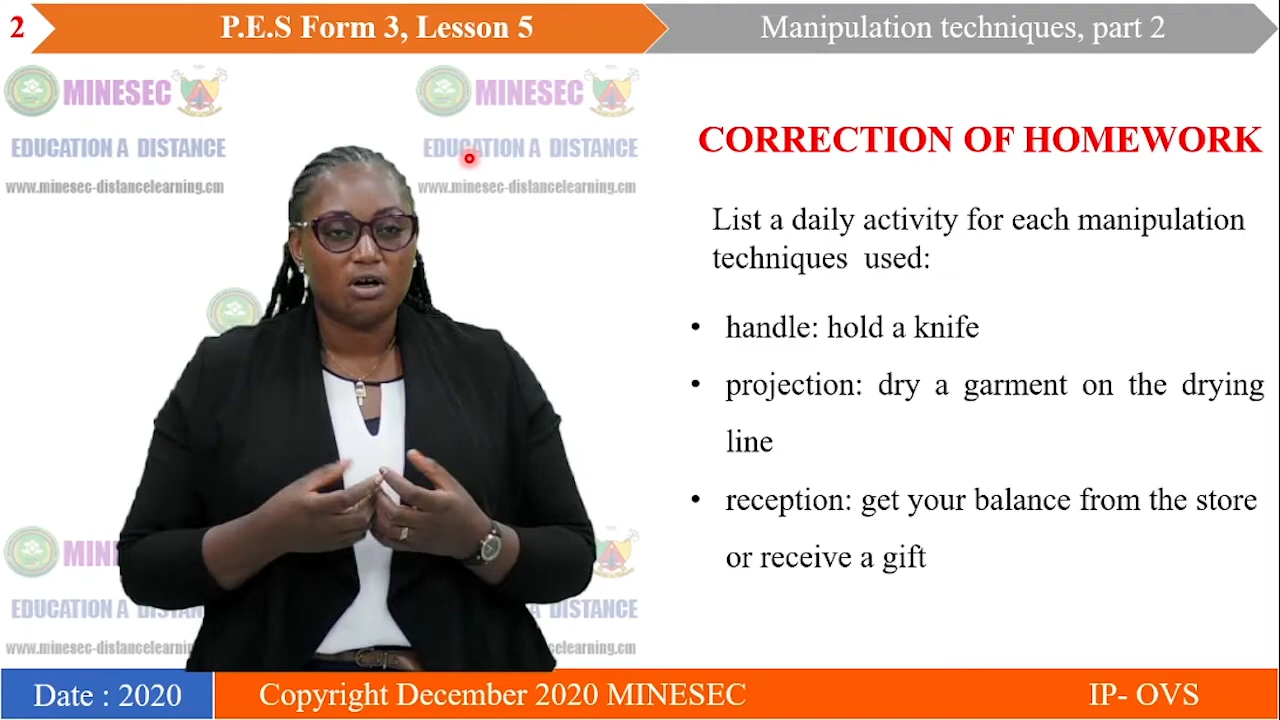 2
P.E.S Form 3, Lesson 5
Manipulation techniques, part 2
MINESEC
EDUCATION A DISTANCE
www.minesec-distancelearning.cm
MINESEC
EDUCATION A DISTANCE
www.minesec-distancelearning.cm
CORRECTION OF HOMEWORK
List a daily activity for each manipulation
techniques used:
• handle: hold a knife
• projection: dry a garment on the drying
line
• reception: get your balance from the store
or receive a gift
EDUCATION A
DISTANCE
Date : 2020
Copyright December 2020 MINESEC
IP- OVS